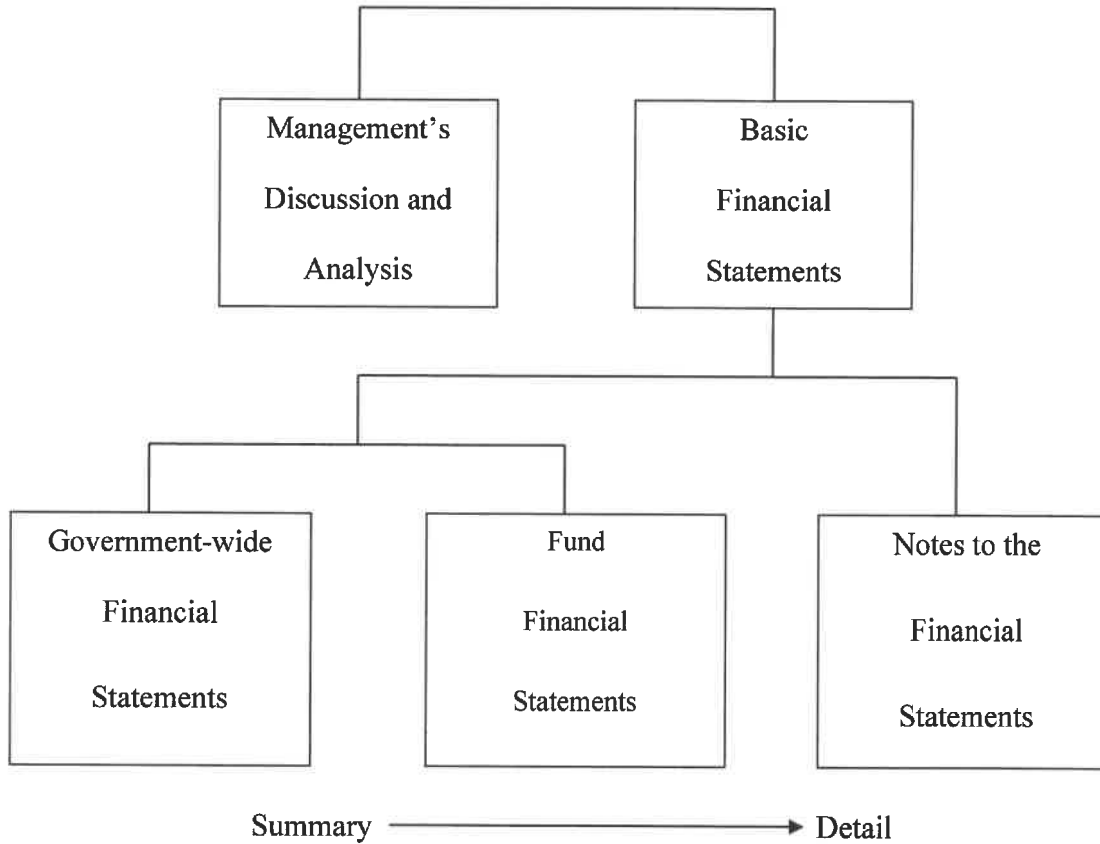 Management's
Discussion and
Analysis
Basic
Financial
Statements
Government-wide
Financial
Statements
Fund
Financial
Statements
Notes to the
Financial
Statements
Summary
Detail